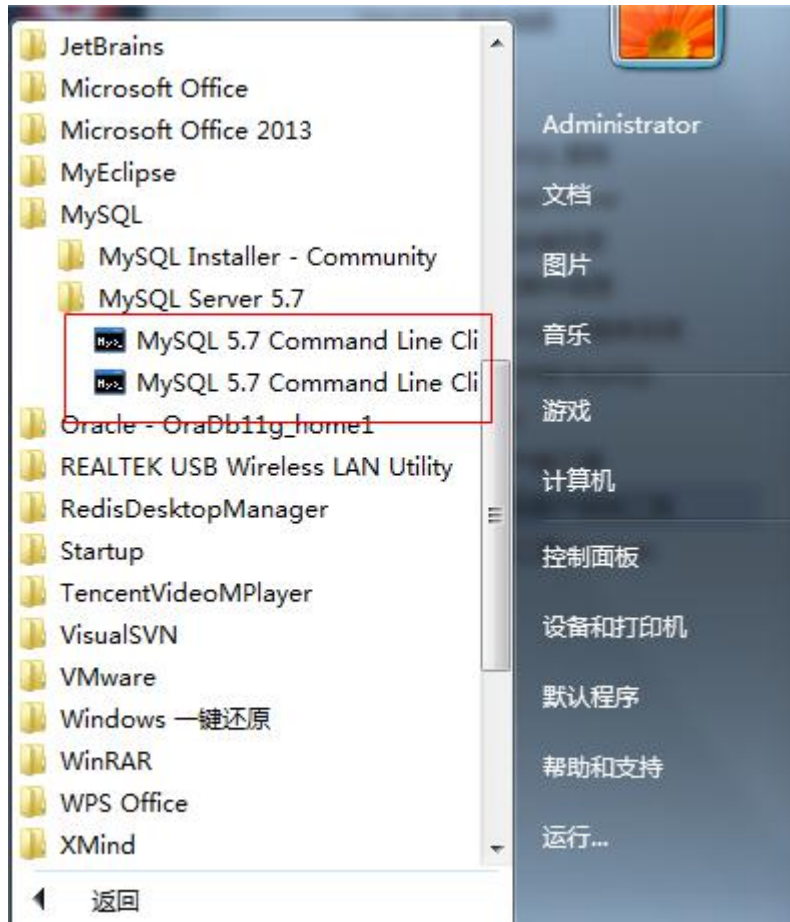 JetBrains
Microsoft Office
Microsoft Office 2013
MyEclipse
MySQL
MySQL Installer - Community
MySQL Server 5.7
MySQL 5.7 Command Line Cli
MySQL 5.7 Command Line Cli
Oracle - OraDb11g_home1
REALTEK USB Wireless LAN Utility
RedisDesktopManager
Startup
TencentVideoMPlayer
VisualSVN
VMware
Windows 一键还原
WinRAR
WPS Office
XMind
返回
Administrator
文档
图片
音乐
游戏
计算机
控制面板
设备和打印机
默认程序
帮助和支持
运行...